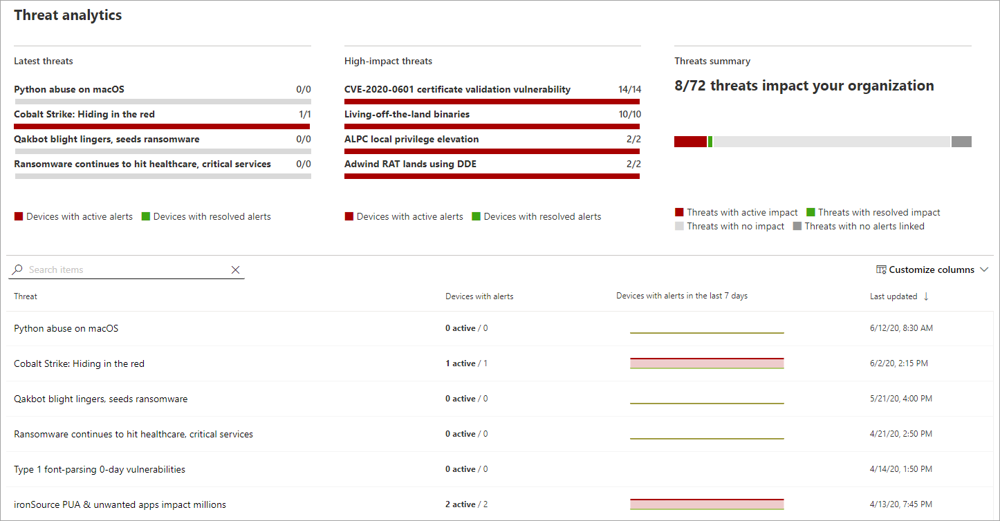 Threat analytics
Latest threats
Python abuse on macOS 0/0
Cobalt Strike: Hiding in the red 1/1
Qakbot blight lingers, seeds ransomware 0/0
Ransomware continues to hit healthcare, critical services 0/0
Devices with active alerts Devices with resolved alerts
High-impact threats
CVE-2020-0601 certificate validation vulnerability 14/14
Living-off-the-land binaries 10/10
ALPC local privilege elevation 2/2
Adwind RAT lands using DDE 2/2
Devices with active alerts Devices with resolved alerts
Threats summary
8/72 threats impact your organization
Threats with active impact Threats with resolved impact
Threats with no impact Threats with no alerts linked
Search items Customize columns
Threat Devices with alerts Devices with alerts in the last 7 days Last updated
Python abuse on macOS 0 active / 0 6/12/20, 8:30 AM
Cobalt Strike: Hiding in the red 1 active / 1 6/2/20, 2:15 PM
Qakbot blight lingers, seeds ransomware 0 active / 0 5/21/20, 4:00 PM
Ransomware continues to hit healthcare, critical services 0 active / 0 4/21/20, 2:50 PM
Type 1 font-parsing 0-day vulnerabilities 0 active / 0 4/14/20, 1:50 PM
ironSource PUA & unwanted apps impact millions 2 active / 2 4/13/20, 7:45 PM